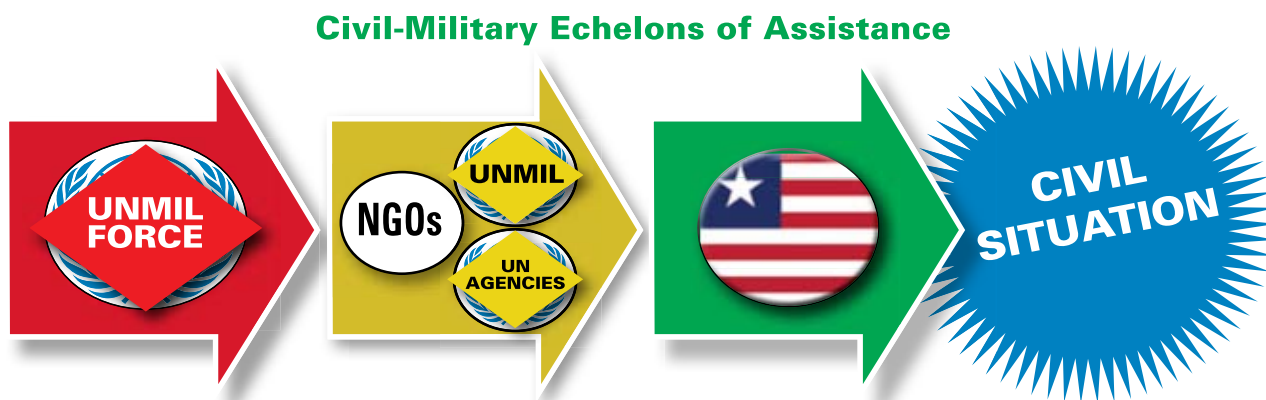 Civil-Military Echelons of Assistance
UNMIL
FORCE
NGOs
UNMIL
UN
AGENCIES
CIVIL
SITUATION